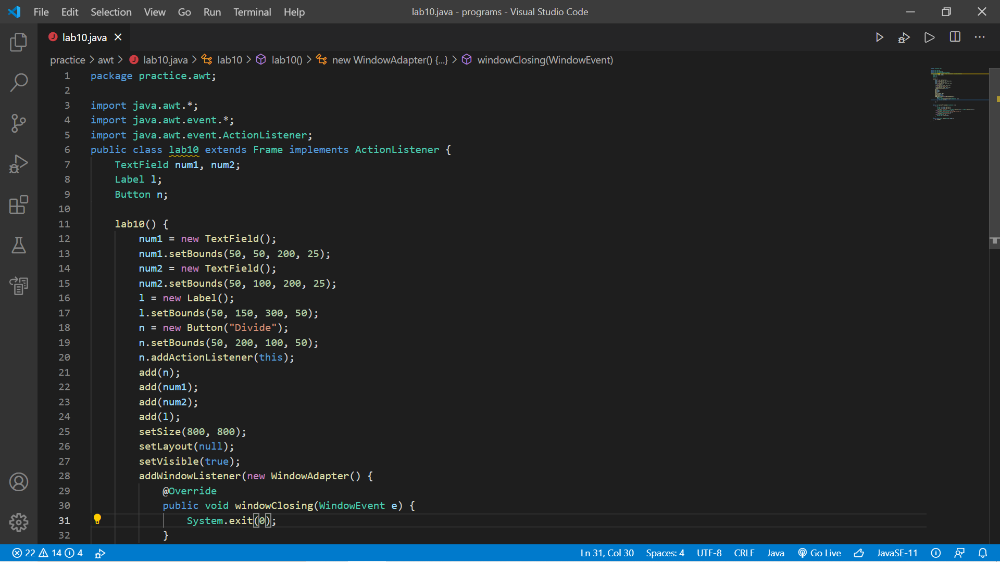 File Edit Selection View Go Run Terminal Help lab10.java - programs - Visual Studio Code
lab10.java
practice > awt > lab10.java > lab10 > lab10() > new WindowAdapter() {...} > windowClosing(WindowEvent)
1 package practice.awt;
2
3 import java.awt.*;
4 import java.awt.event.*;
5 import java.awt.event.ActionListener;
6 public class lab10 extends Frame implements ActionListener {
7 TextField num1, num2;
8 Label l;
9 Button n;
10
11 lab10() {
12 num1 = new TextField();
13 num1.setBounds(50, 50, 200, 25);
14 num2 = new TextField();
15 num2.setBounds(50, 100, 200, 25);
16 l = new Label();
17 l.setBounds(50, 150, 300, 50);
18 n = new Button("Divide");
19 n.setBounds(50, 200, 100, 50);
20 n.addActionListener(this);
21 add(n);
22 add(num1);
23 add(num2);
24 add(l);
25 setSize(800, 800);
26 setLayout(null);
27 setVisible(true);
28 addWindowListener(new WindowAdapter() {
29 @Override
30 public void windowClosing(WindowEvent e) {
31 System.exit(0);
32 }
22 14 4 Ln 31, Col 30 Spaces: 4 UTF-8 CRLF Java Go Live JavaSE-11